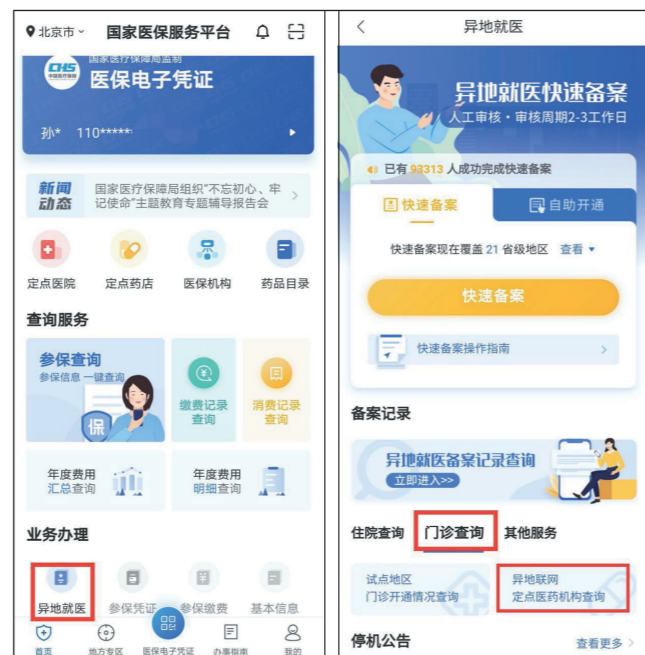 北京市
国家医保服务平台
CHS
国家医疗保障局监制
医保电子凭证
孙* 110*****
新闻
动态
国家医疗保障局组织“不忘初心、牢
记使命”主题教育专题辅导报
告会
定点医院
定点药店
医保机构
药品目录
查询服务
参保查询
参保信息 一键查询
保
缴费记录
查询
消费记录
查询
年度费用
汇总查询
年度费用
明细查询
业务办理
异地就医
参保凭证
参保缴费
基本信息
首页
地方专区
医保电子凭证
办事指南
我的
异地就医
异地就医快速备案
人工审核·审核周期2-3工作日
已有 93313 人成功完成快速备案
快速备案
自助开通
快速备案现在覆盖 21 省级地区 查看
快速备案
快速备案操作指南
备案记录
异地就医备案记录查询
立即进入>>
住院查询
门诊查询
其他服务
试点地区
门诊开通情况查询
异地联网
定点医药机构查询
停机公告
查看更多